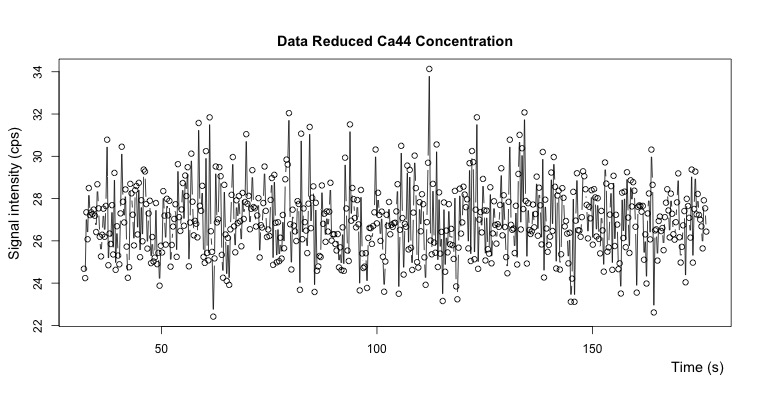 Data Reduced Ca44 Concentration
Signal intensity (cps)
34
32
30
28
26
24
22
50 100 150
Time (s)